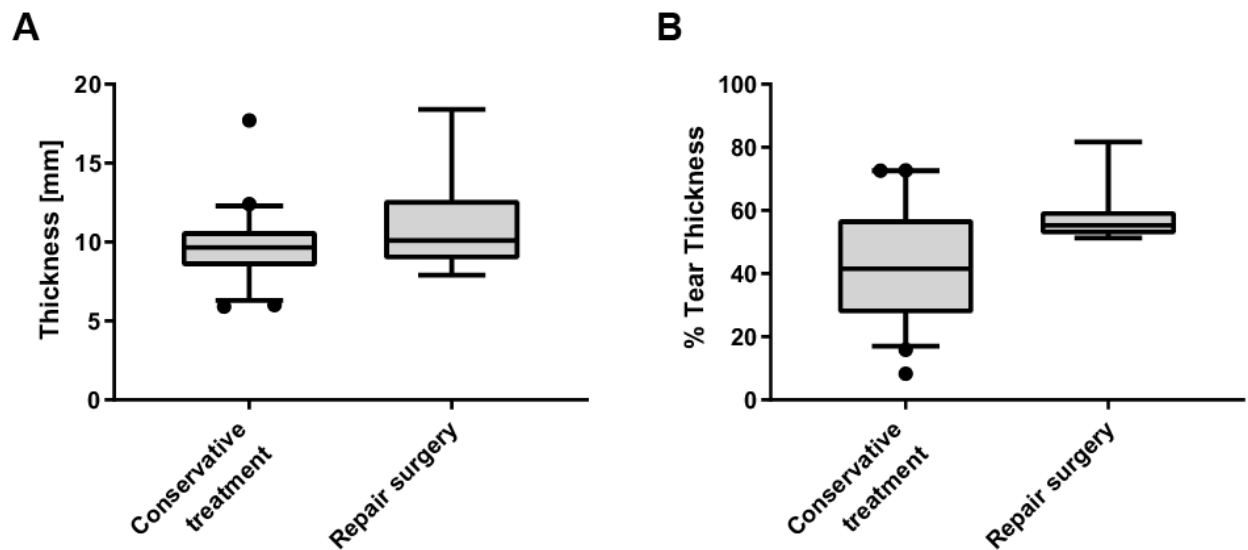 A
B
Thickness [mm]
20
15
10
5
0
Conservative
treatment
Repair surgery
% Tear Thickness
100
80
60
40
20
0
Conservative
treatment
Repair surgery